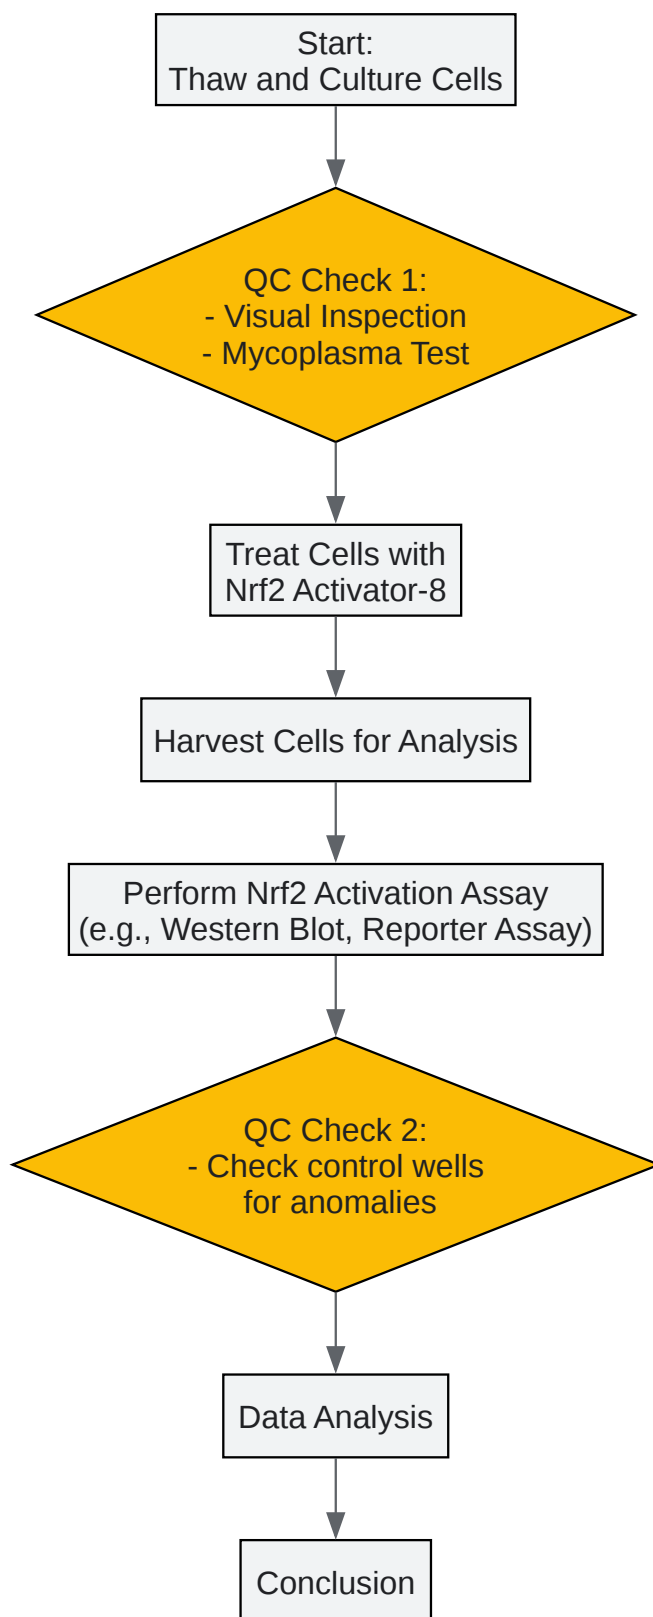 Start:
Thaw and Culture Cells
QC Check 1:
- Visual Inspection
- Mycoplasma Test
Treat Cells with
Nrf2 Activator-8
Harvest Cells for Analysis
Perform Nrf2 Activation Assay
(e.g., Western Blot, Reporter Assay)
QC Check 2:
- Check control wells
for anomalies
Data Analysis
Conclusion